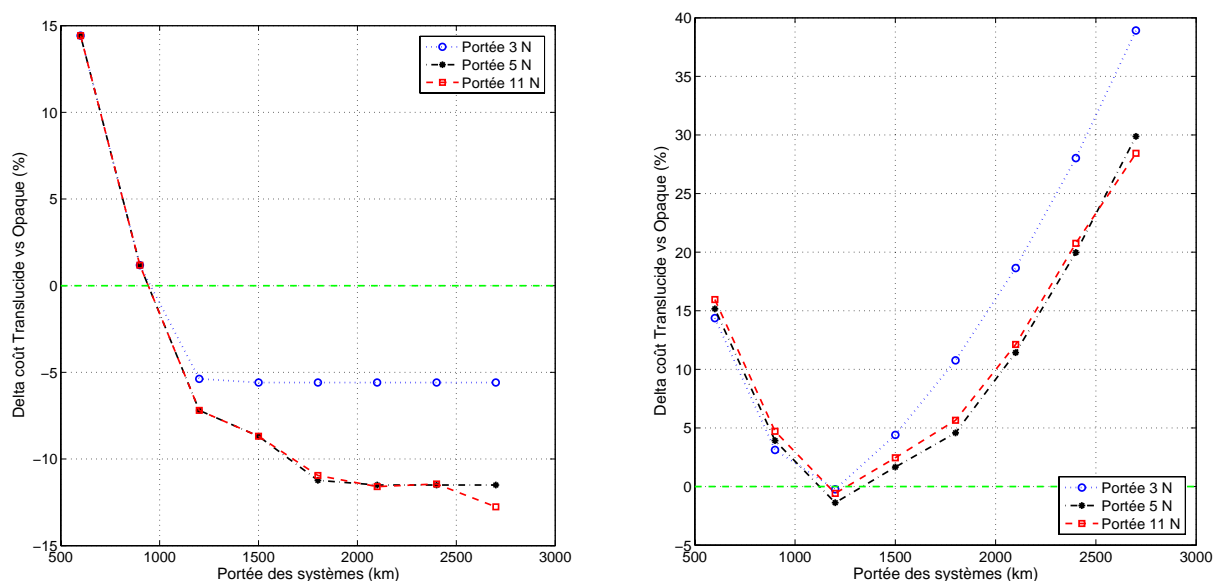 15
10
5
0
−5
−10
−15
500
1000
1500
2000
2500
3000
Portée des systèmes (km)
Delta coût Translucide vs Opaque (%)
Portée 3 N
Portée 5 N
Portée 11 N
40
35
30
25
20
15
10
5
0
−5
1000
1500
2000
2500
3000
Portée des systèmes (km)
Delta coût Translucide vs Opaque (%)
Portée 3 N
Portée 5 N
Portée 11 N